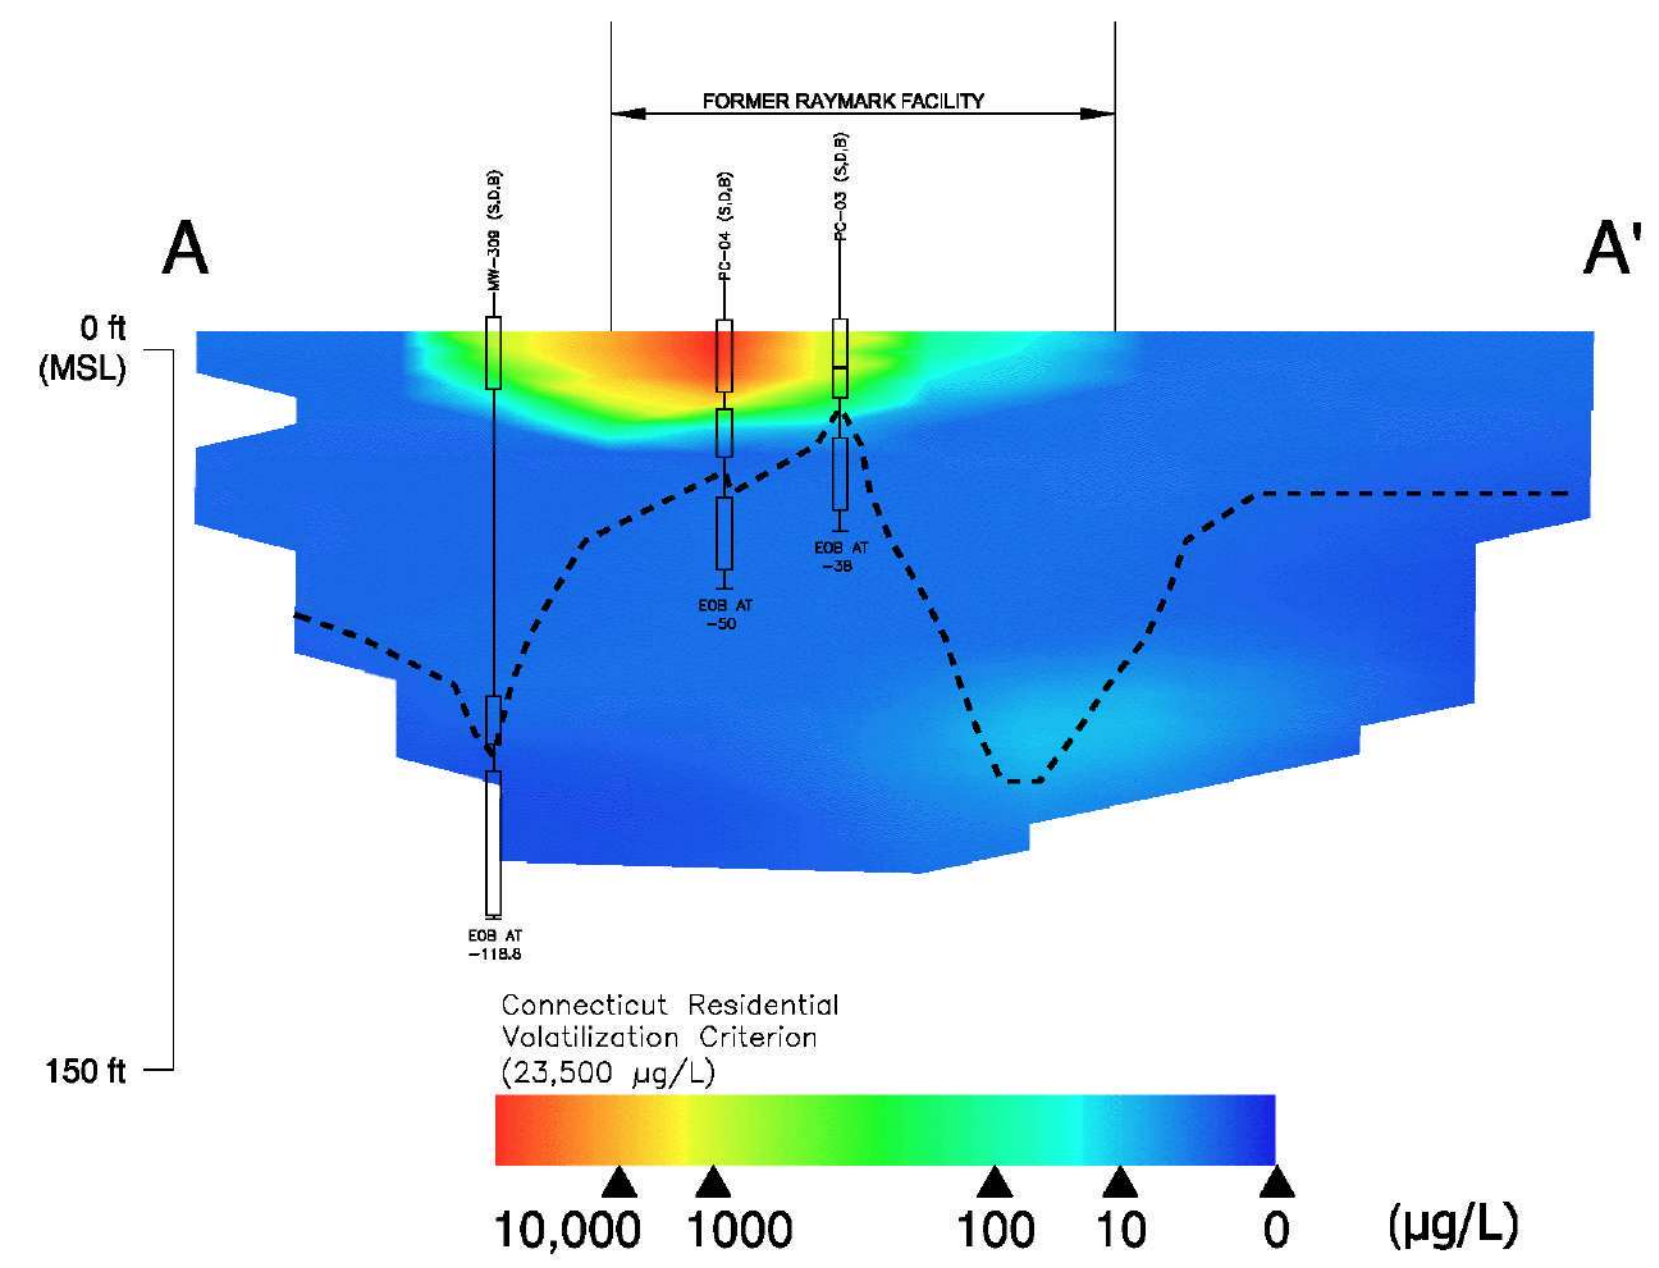 FORMER RAYMARK FACILITY
MW-309 (S,D,B)
PC-04 (S,D,B)
PC-03 (S,D,B)
A
A'
0 ft
(MSL)
EOB AT
-38
EOB AT
-50
EOB AT
-118.8
Connecticut Residential
Volatilization Criterion
(23,500 µg/L)
150 ft
10,000 1000 100 10 0 (µg/L)